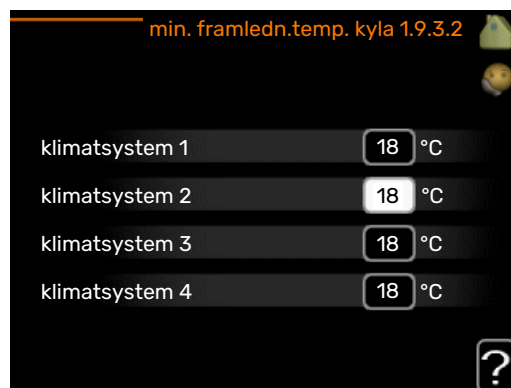 min. framledn.temp. kyla 1.9.3.2
klimatsystem 1 18 °C
klimatsystem 2 18 °C
klimatsystem 3 18 °C
klimatsystem 4 18 °C
?